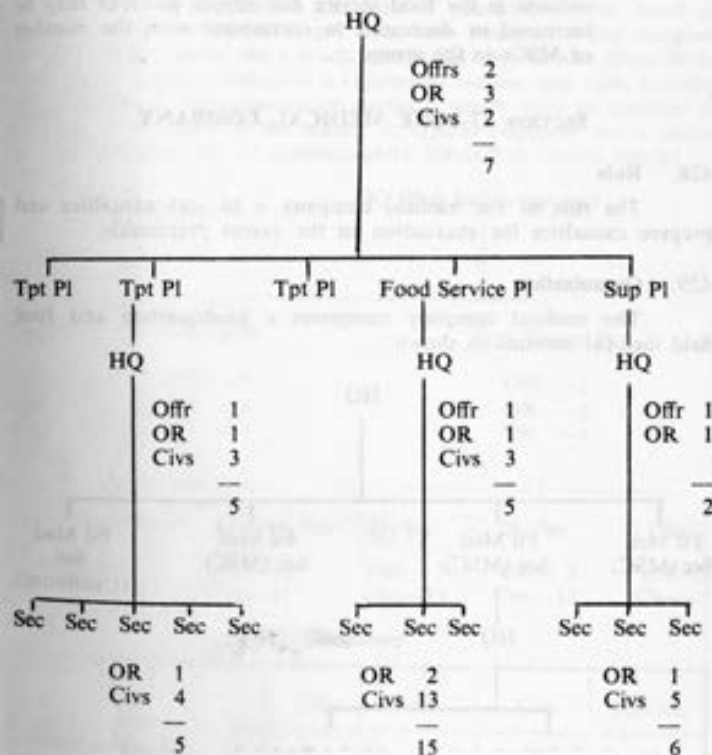 HQ
Offrs 2
OR 3
Civs 2
7
Tpt Pl Tpt Pl Tpt Pl Food Service Pl Sup Pl
HQ HQ HQ
Offr 1 Offr 1 Offr 1
OR 1 OR 1 OR 1
Civs 3 Civs 3
5 5 2
Sec Sec Sec Sec Sec Sec Sec Sec Sec Sec Sec
OR 1 OR 2 OR 1
Civs 4 Civs 13 Civs 5
5 15 6